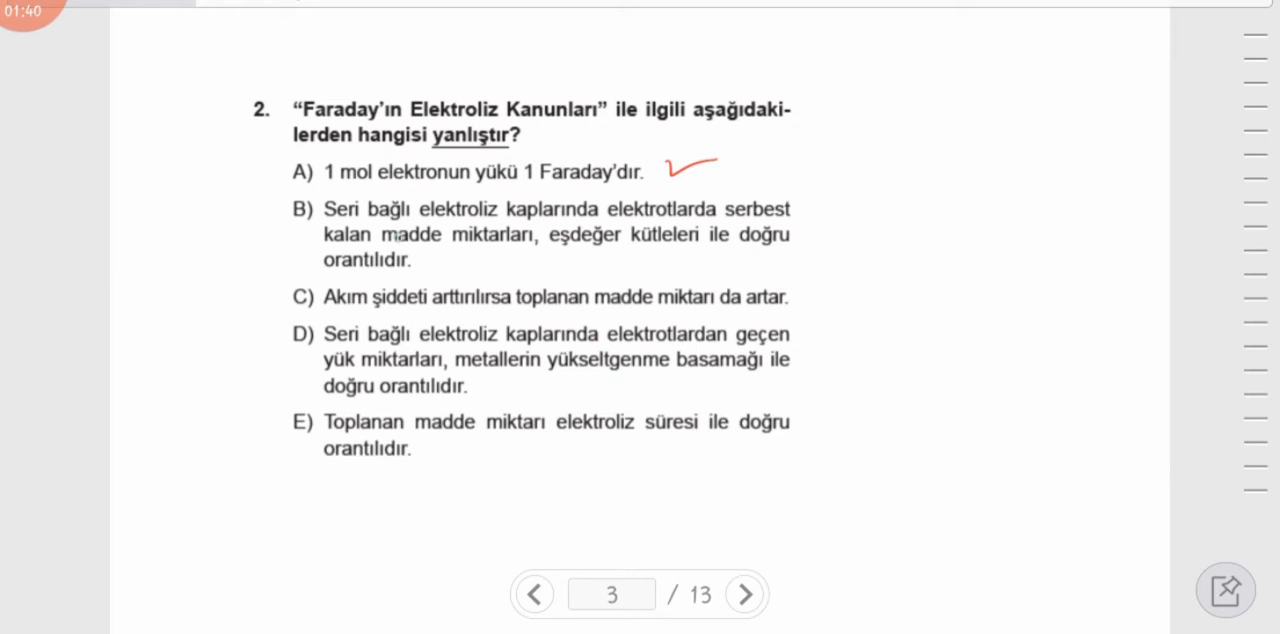 01:40
2. “Faraday’ın Elektroliz Kanunları” ile ilgili aşağıdaki-
lerden hangisi yanlıştır?
A) 1 mol elektronun yükü 1 Faraday’dır.
B) Seri bağlı elektroliz kaplarında elektrotlarda serbest
kalan madde miktarları, eşdeğer kütleleri ile doğru
orantılıdır.
C) Akım şiddeti arttırılırsa toplanan madde miktarı da artar.
D) Seri bağlı elektroliz kaplarında elektrotlardan geçen
yük miktarları, metallerin yükseltgenme basamağı ile
doğru orantılıdır.
E) Toplanan madde miktarı elektroliz süresi ile doğru
orantılıdır.
3 / 13